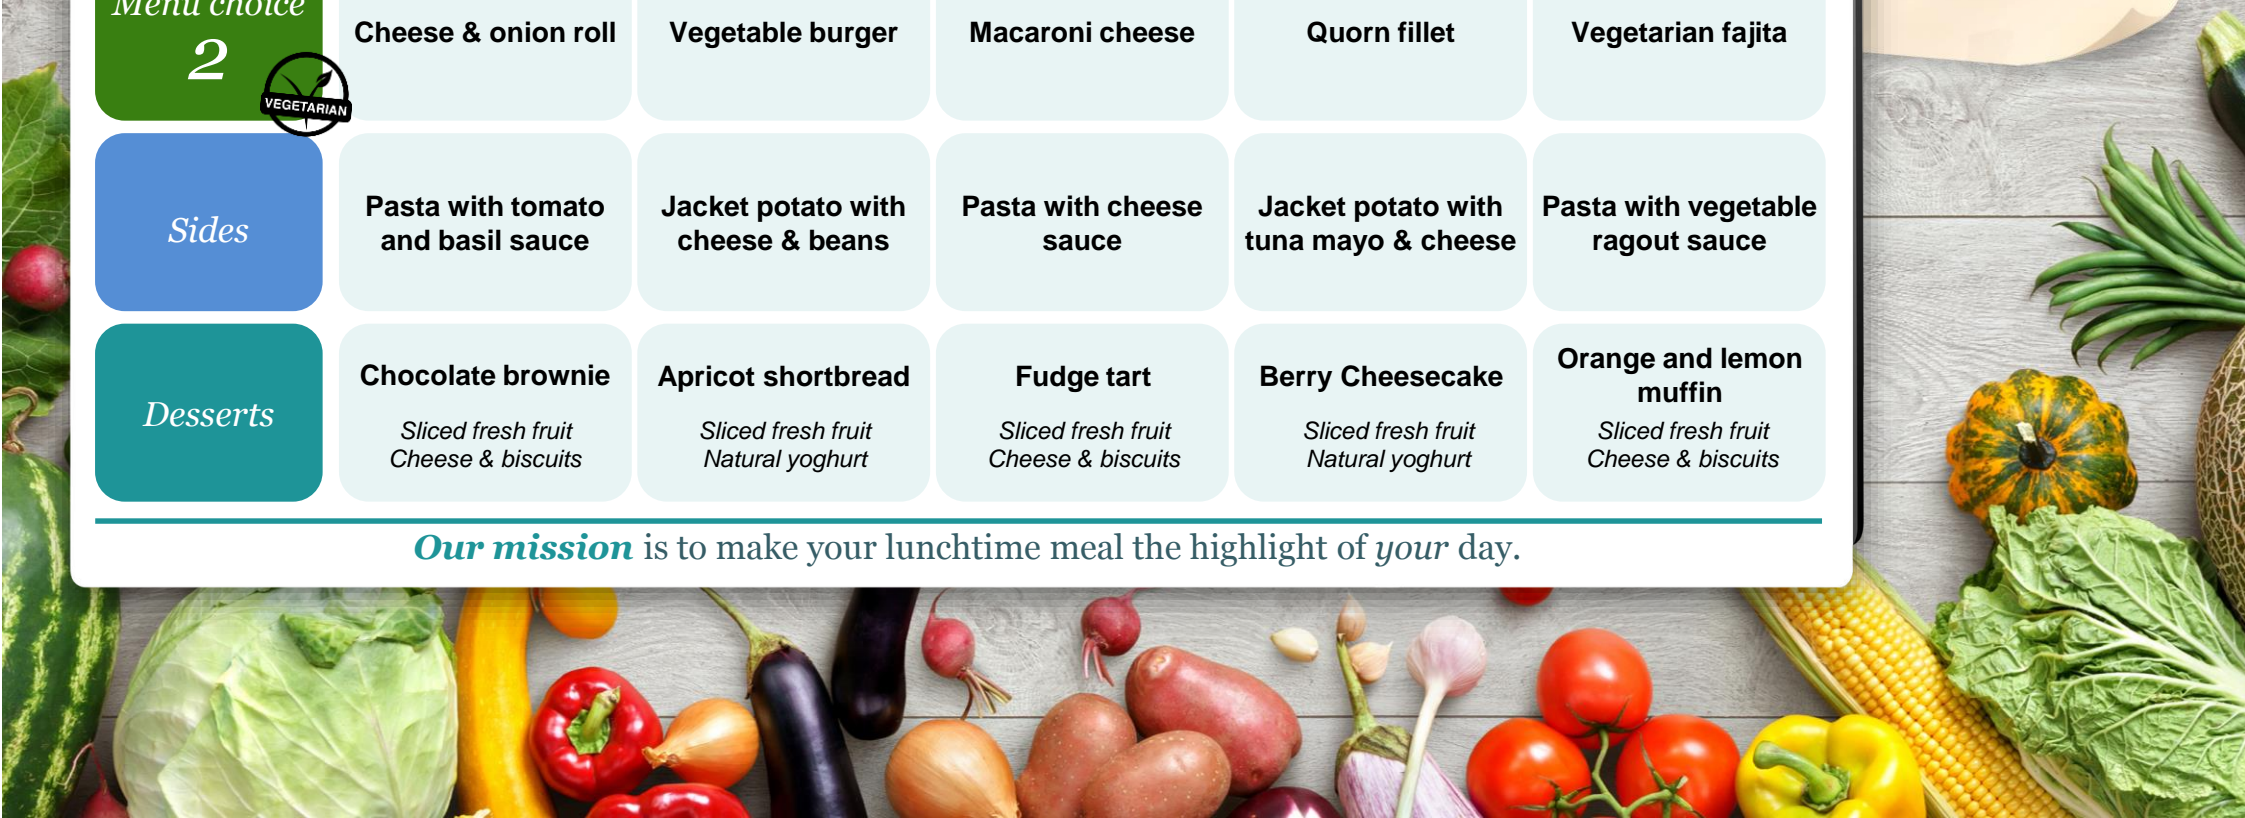 Menu choice
2
VEGETARIAN
Cheese & onion roll
Vegetable burger
Macaroni cheese
Quorn fillet
Vegetarian fajita
Sides
Pasta with tomato
and basil sauce
Jacket potato with
cheese & beans
Pasta with cheese
sauce
Jacket potato with
tuna mayo & cheese
Pasta with vegetable
ragout sauce
Desserts
Chocolate brownie
Sliced fresh fruit
Cheese & biscuits
Apricot shortbread
Sliced fresh fruit
Natural yoghurt
Fudge tart
Sliced fresh fruit
Cheese & biscuits
Berry Cheesecake
Sliced fresh fruit
Natural yoghurt
Orange and lemon
muffin
Sliced fresh fruit
Cheese & biscuits
Our mission is to make your lunchtime meal the highlight of your day.